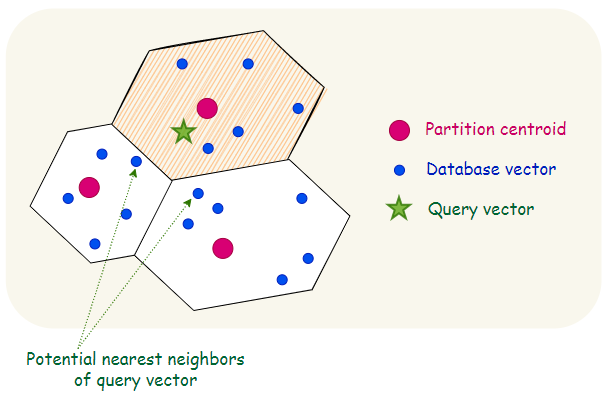 Partition centroid
Database vector
Query vector
Potential nearest neighbors
of query vector